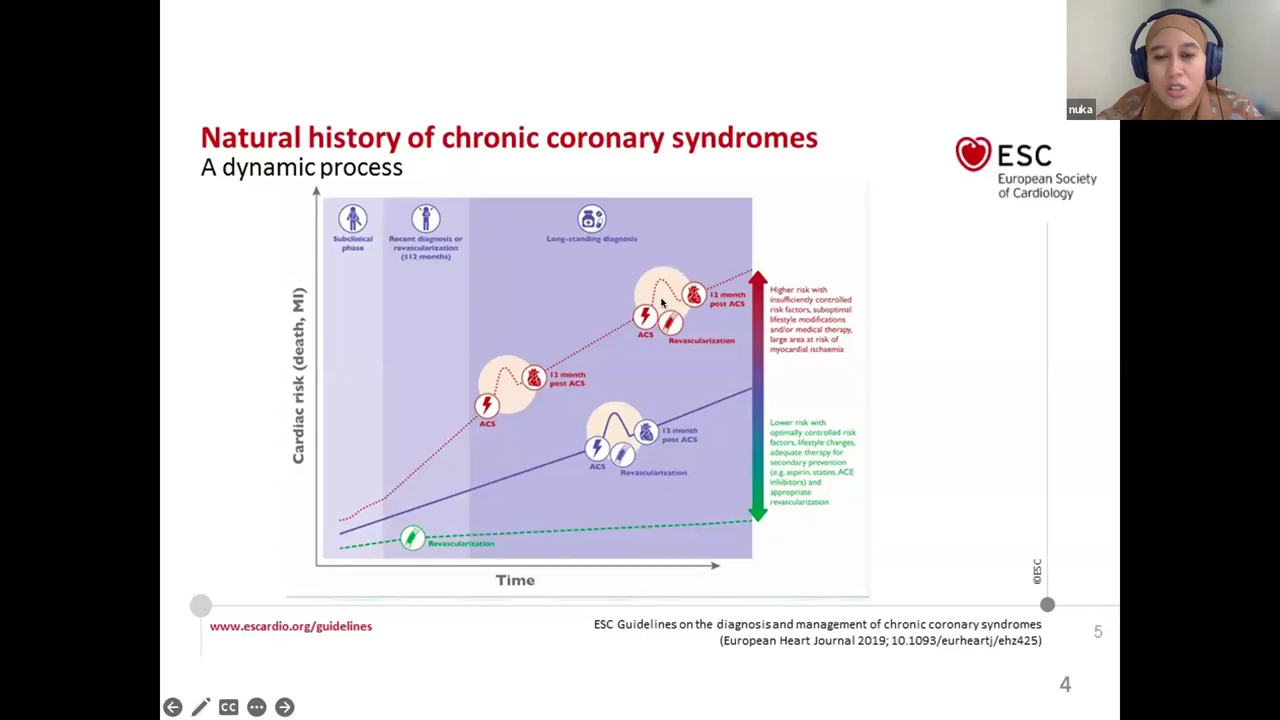 nuka
Natural history of chronic coronary syndromes
A dynamic process
ESC
European Society
of Cardiology
Cardiac risk (death, MI)
Subclinical
phase
Recent diagnosis or
revascularization
(≤12 months)
Long-standing diagnosis
12 month
post ACS
ACS
Revascularization
12 month
post ACS
ACS
12 month
post ACS
ACS
Revascularization
Revascularization
Higher risk with
insufficiently controlled
risk factors, suboptimal
lifestyle modifications
and/or medical therapy,
large area at risk of
myocardial ischaemia
Lower risk with
optimally controlled risk
factors, lifestyle changes,
adequate therapy for
secondary prevention
(e.g. aspirin, statins, ACE
inhibitors) and
appropriate
revascularization
Time
©ESC
www.escardio.org/guidelines
ESC Guidelines on the diagnosis and management of chronic coronary syndromes
(European Heart Journal 2019; 10.1093/eurheartj/ehz425)
5
4
CC